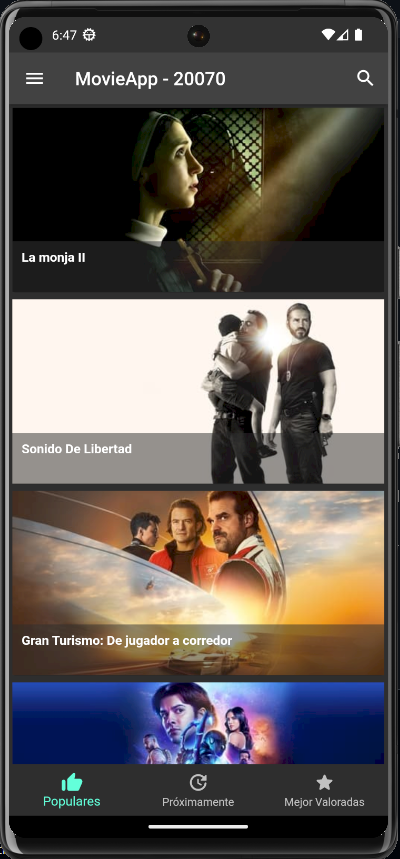 6:47
MovieApp - 20070
La monja II
Sonido De Libertad
Gran Turismo: De jugador a corredor
Populares
Próximamente
Mejor Valoradas